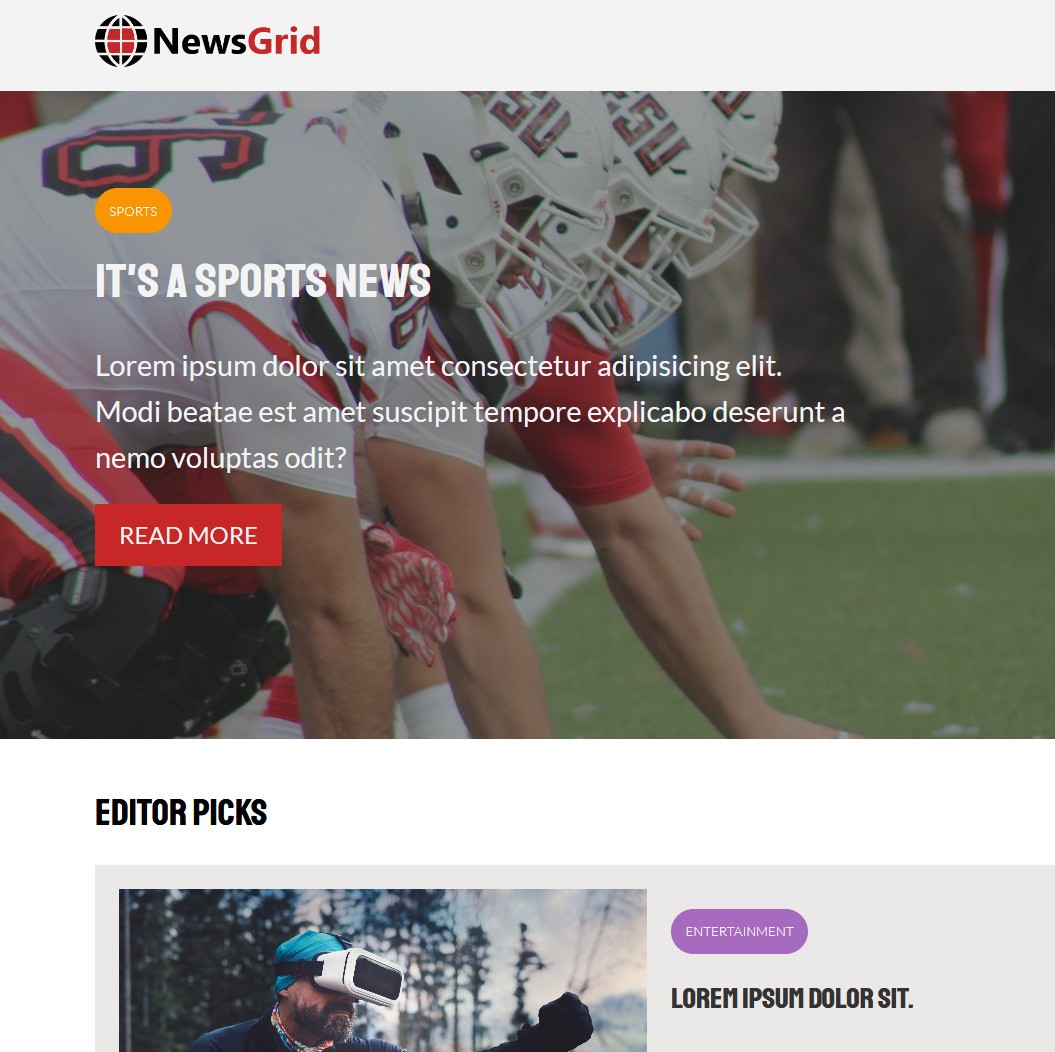 NewsGrid
SPORTS
IT'S A SPORTS NEWS
Lorem ipsum dolor sit amet consectetur adipisicing elit.
Modi beatae est amet suscipit tempore explicabo deserunt a
nemo voluptas odit?
READ MORE
EDITOR PICKS
ENTERTAINMENT
LOREM IPSUM DOLOR SIT.